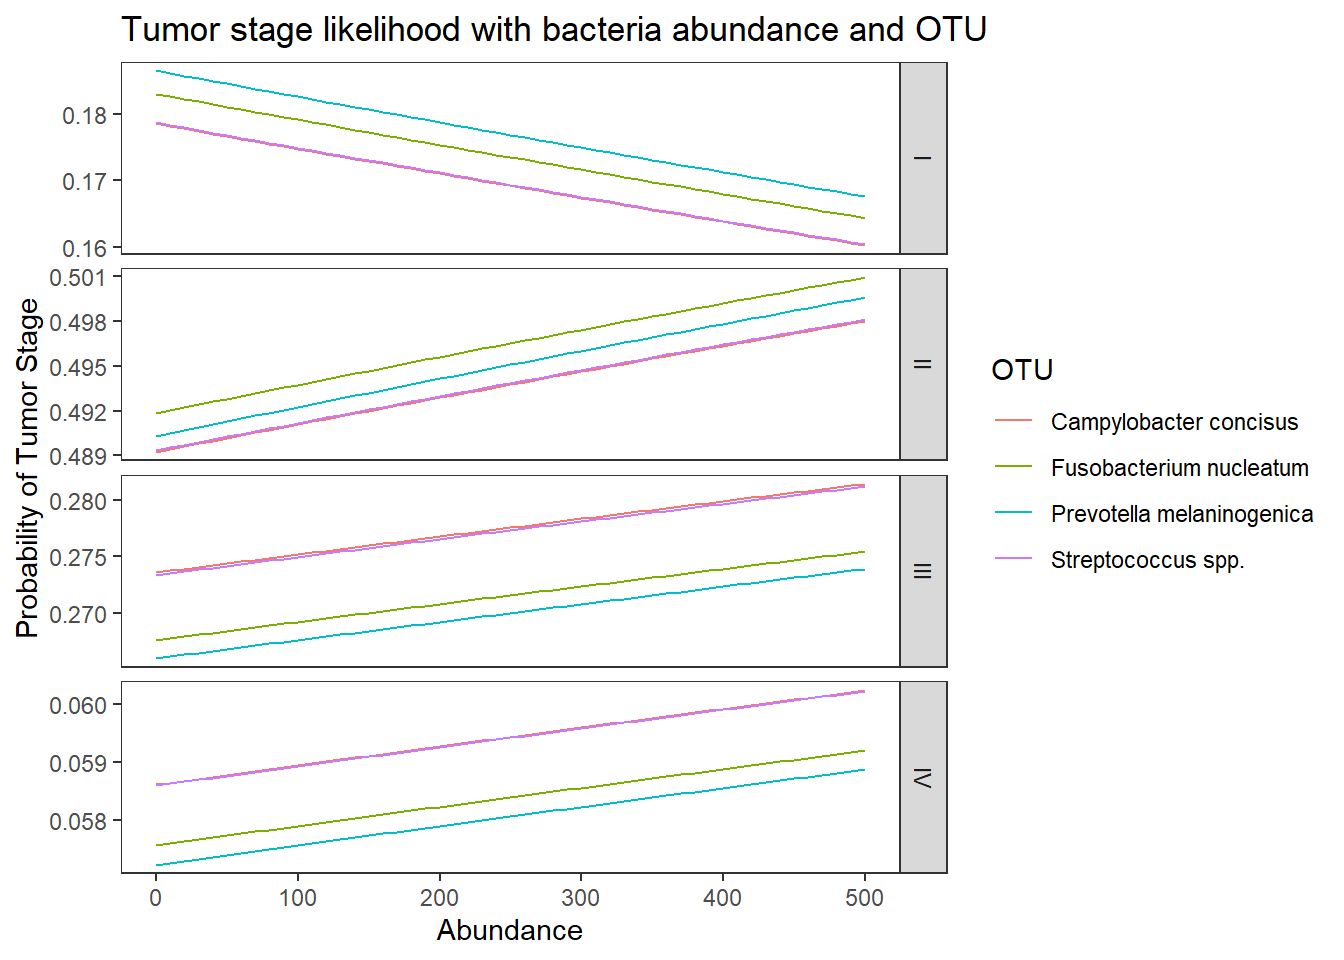 Tumor stage likelihood with bacteria abundance and OTU
Probability of Tumor Stage
0.18
0.17
0.16
I
0.501
0.498
0.495
0.492
0.489
II
0.280
0.275
0.270
III
0.060
0.059
0.058
IV
0
100
200
300
400
500
Abundance
OTU
Campylobacter concisus
Fusobacterium nucleatum
Prevotella melaninogenica
Streptococcus spp.